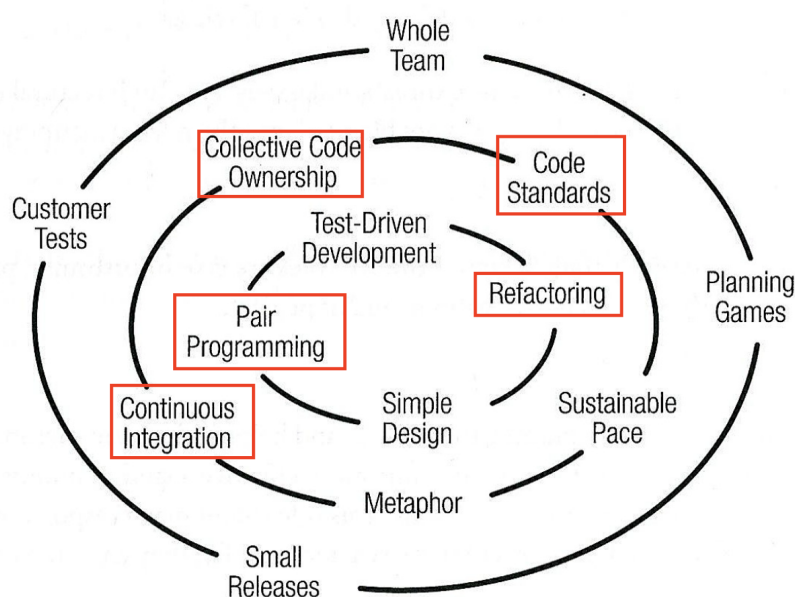 Whole
Team
Collective Code
Ownership
Code
Standards
Customer
Tests
Test-Driven
Development
Planning
Games
Refactoring
Pair
Programming
Continuous
Integration
Simple
Design
Sustainable
Pace
Metaphor
Small
Releases